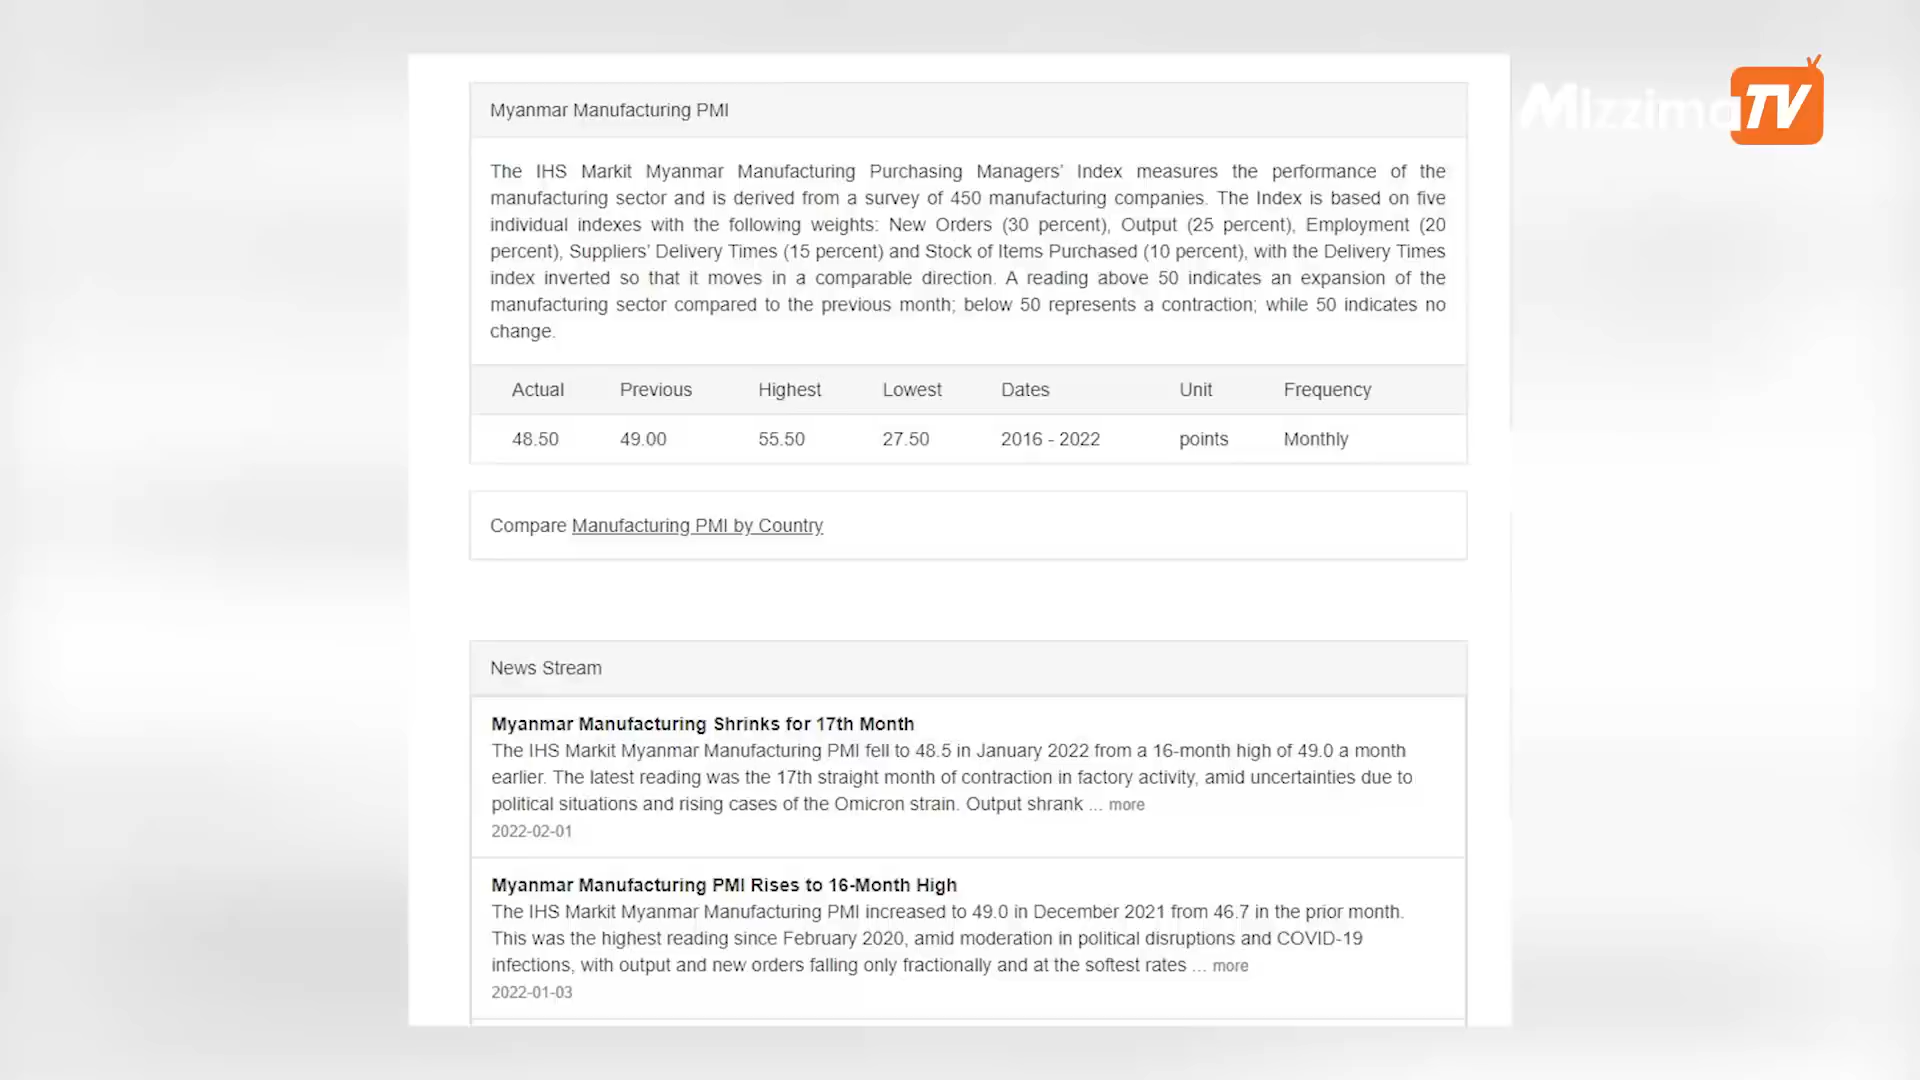 Mizzima TV
Myanmar Manufacturing PMI
The IHS Markit Myanmar Manufacturing Purchasing Managers’ Index measures the performance of the
manufacturing sector and is derived from a survey of 450 manufacturing companies. The Index is based on five
individual indexes with the following weights: New Orders (30 percent), Output (25 percent), Employment (20
percent), Suppliers’ Delivery Times (15 percent) and Stock of Items Purchased (10 percent), with the Delivery Times
index inverted so that it moves in a comparable direction. A reading above 50 indicates an expansion of the
manufacturing sector compared to the previous month; below 50 represents a contraction; while 50 indicates no
change.
Actual Previous Highest Lowest Dates Unit Frequency
48.50 49.00 55.50 27.50 2016 - 2022 points Monthly
Compare Manufacturing PMI by Country
News Stream
Myanmar Manufacturing Shrinks for 17th Month
The IHS Markit Myanmar Manufacturing PMI fell to 48.5 in January 2022 from a 16-month high of 49.0 a month
earlier. The latest reading was the 17th straight month of contraction in factory activity, amid uncertainties due to
political situations and rising cases of the Omicron strain. Output shrank ... more
2022-02-01
Myanmar Manufacturing PMI Rises to 16-Month High
The IHS Markit Myanmar Manufacturing PMI increased to 49.0 in December 2021 from 46.7 in the prior month.
This was the highest reading since February 2020, amid moderation in political disruptions and COVID-19
infections, with output and new orders falling only fractionally and at the softest rates ... more
2022-01-03